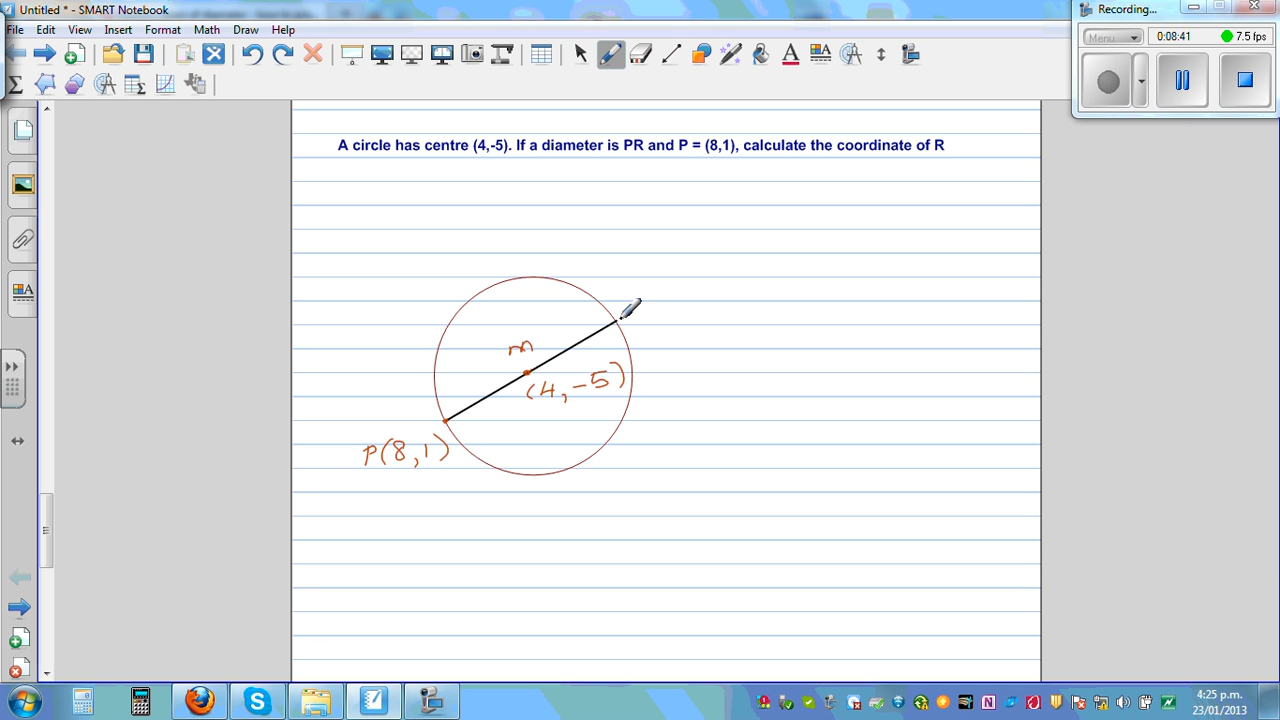 Untitled * - SMART Notebook
Recording...
File Edit View Insert Format Math Browser Draw Help
Menu
0:08:41
7.5 fps
A circle has centre (4,-5). If a diameter is PR and P = (8,1), calculate the coordinate of R
m
(4, -5)
P(8, 1)
4:25 p.m.
23/01/2013